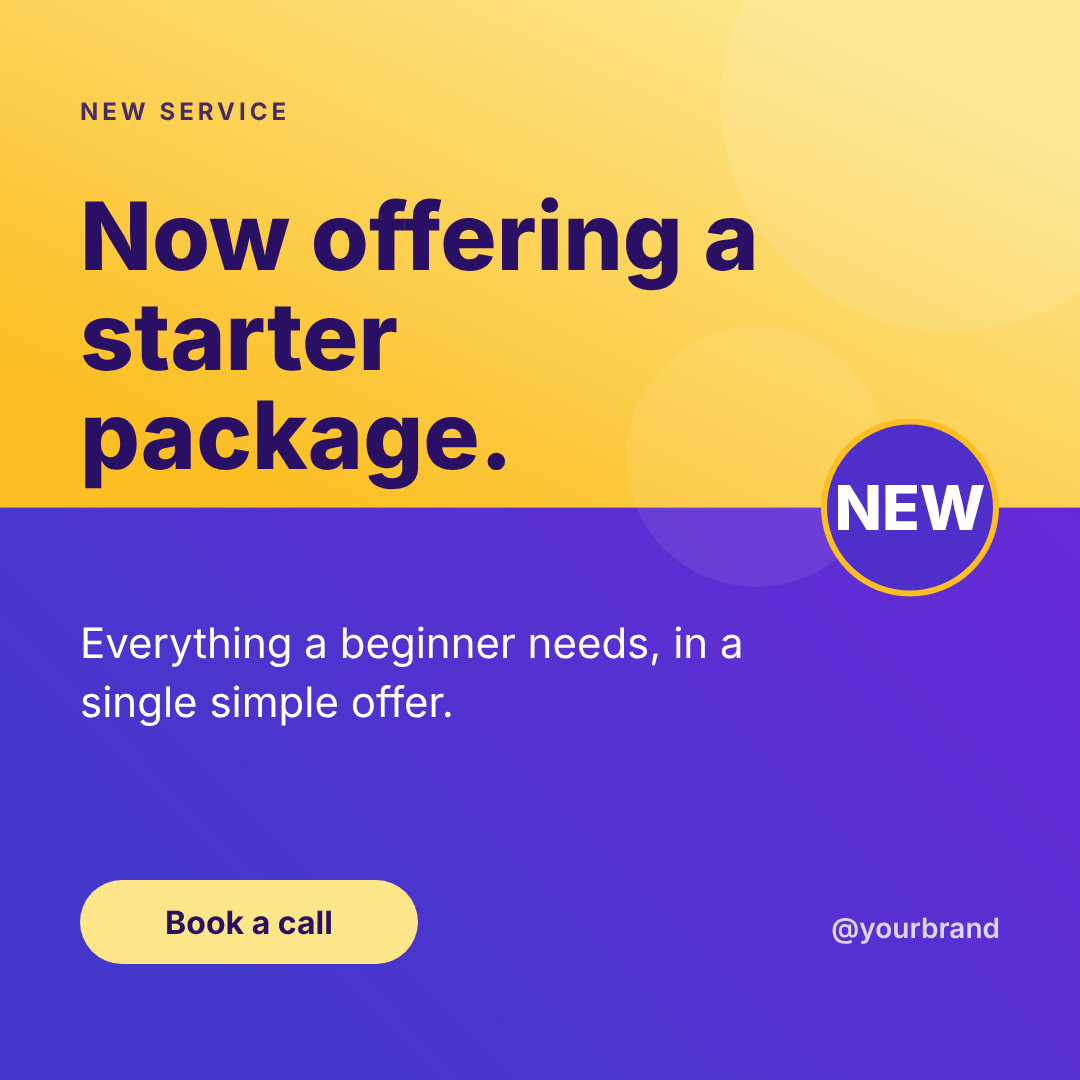 NEW SERVICE
Now offering a
starter
package.
NEW
Everything a beginner needs, in a
single simple offer.
Book a call
@yourbrand